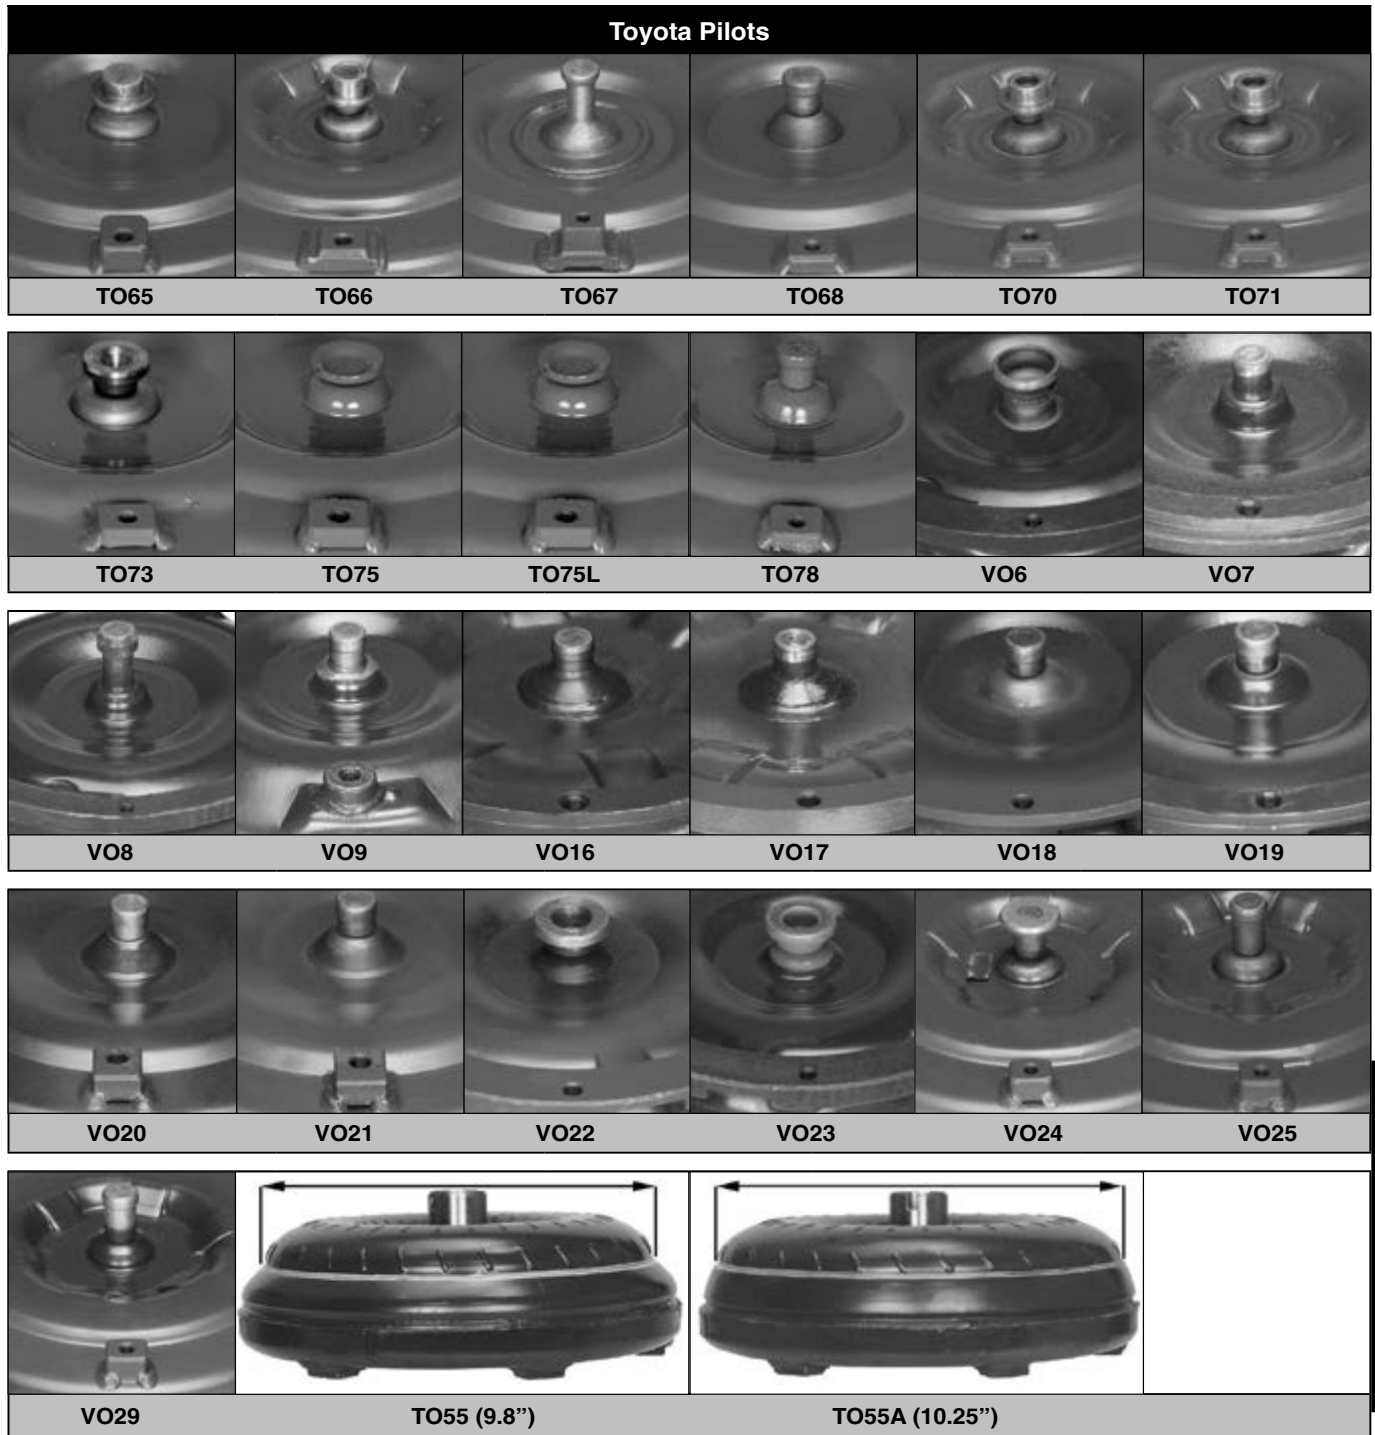 Toyota Pilots
TO65 TO66 TO67 TO68 TO70 TO71
TO73 TO75 TO75L TO78 VO6 VO7
VO8 VO9 VO16 VO17 VO18 VO19
VO20 VO21 VO22 VO23 VO24 VO25
VO29 TO55 (9.8”) TO55A (10.25”)